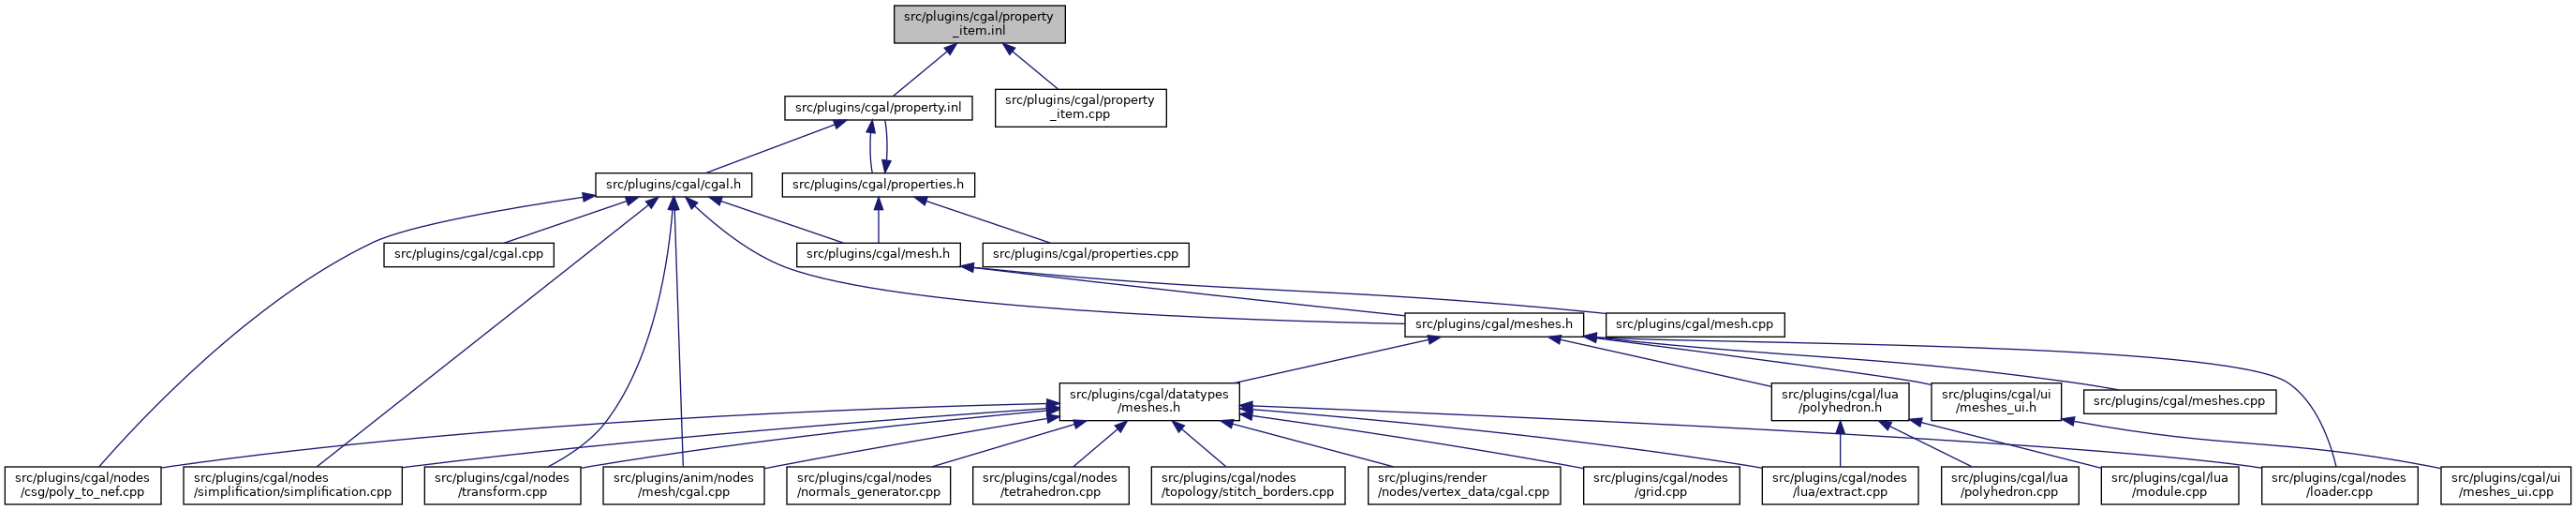 src/plugins/cgal/property
_item.inl
src/plugins/cgal/property.inl
src/plugins/cgal/property
_item.cpp
src/plugins/cgal/cgal.h
src/plugins/cgal/properties.h
src/plugins/cgal/cgal.cpp
src/plugins/cgal/mesh.h
src/plugins/cgal/properties.cpp
src/plugins/cgal/meshes.h
src/plugins/cgal/mesh.cpp
src/plugins/cgal/datatypes
/meshes.h
src/plugins/cgal/lua
/polyhedron.h
src/plugins/cgal/ui
/meshes_ui.h
src/plugins/cgal/meshes.cpp
src/plugins/cgal/nodes
/csg/poly_to_nef.cpp
src/plugins/cgal/nodes
/simplification/simplification.cpp
src/plugins/cgal/nodes
/transform.cpp
src/plugins/anim/nodes
/mesh/cgal.cpp
src/plugins/cgal/nodes
/normals_generator.cpp
src/plugins/cgal/nodes
/tetrahedron.cpp
src/plugins/cgal/nodes
/topology/stitch_borders.cpp
src/plugins/render
/nodes/vertex_data/cgal.cpp
src/plugins/cgal/nodes
/grid.cpp
src/plugins/cgal/nodes
/lua/extract.cpp
src/plugins/cgal/lua
/polyhedron.cpp
src/plugins/cgal/lua
/module.cpp
src/plugins/cgal/nodes
/loader.cpp
src/plugins/cgal/ui
/meshes_ui.cpp